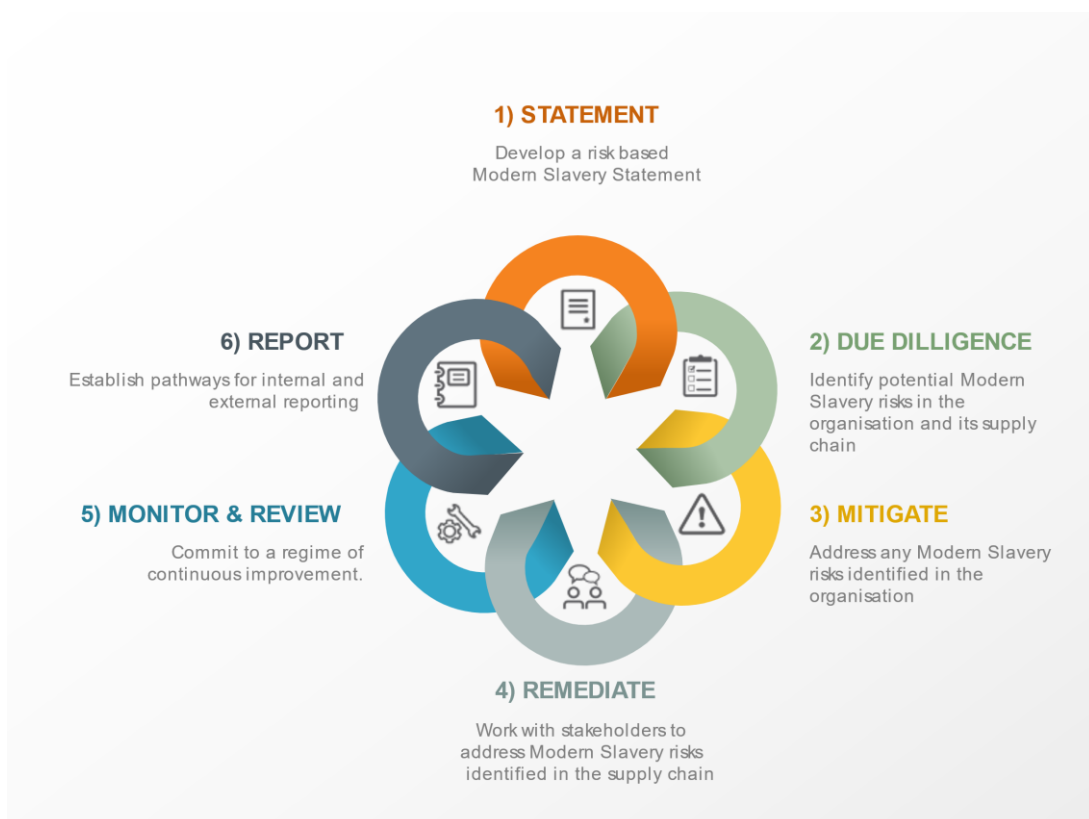 1) STATEMENT
Develop a risk based
Modern Slavery Statement
2) DUE DILLIGENCE
Identify potential Modern
Slavery risks in the
organisation and its supply
chain
3) MITIGATE
Address any Modern Slavery
risks identified in the
organisation
4) REMEDIATE
Work with stakeholders to
address Modern Slavery risks
identified in the supply chain
5) MONITOR & REVIEW
Commit to a regime of
continuous improvement.
6) REPORT
Establish pathways for internal and
external reporting